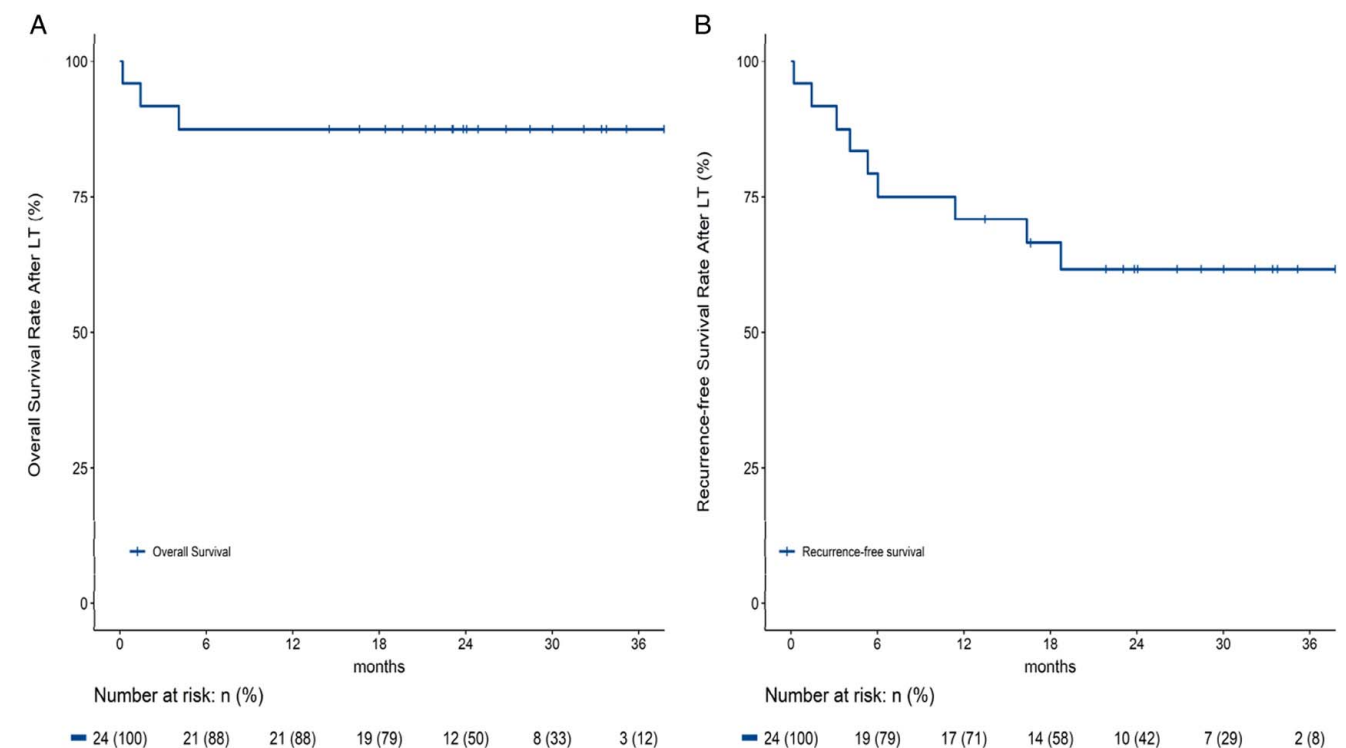 A
Overall Survival Rate After LT (%)
100
75
50
25
0
Overall Survival
0 6 12 18 24 30 36
months
Number at risk: n (%)
24 (100) 21 (88) 21 (88) 19 (79) 12 (50) 8 (33) 3 (12)
B
Recurrence-free Survival Rate After LT (%)
100
75
50
25
0
Recurrence-free survival
0 6 12 18 24 30 36
months
Number at risk: n (%)
24 (100) 19 (79) 17 (71) 14 (58) 10 (42) 7 (29) 2 (8)